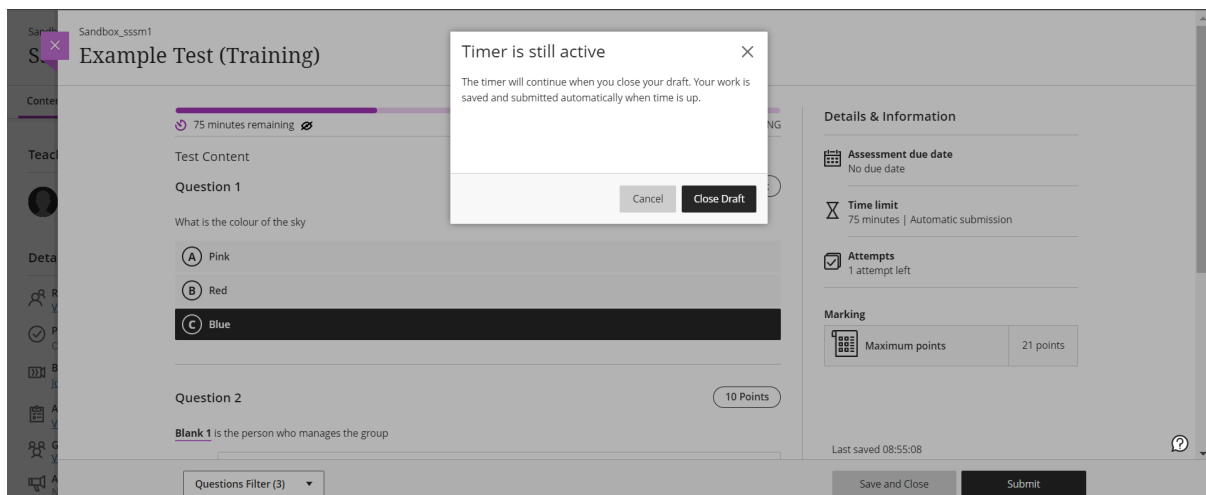 Sandbox_sssm1
Example Test (Training)
Timer is still active
The timer will continue when you close your draft. Your work is
saved and submitted automatically when time is up.
Cancel
Close Draft
75 minutes remaining
NG
Test Content
Question 1
What is the colour of the sky
A Pink
B Red
C Blue
Question 2
10 Points
Blank 1 is the person who manages the group
Details & Information
Assessment due date
No due date
Time limit
75 minutes | Automatic submission
Attempts
1 attempt left
Marking
Maximum points
21 points
Last saved 08:55:08
Questions Filter (3)
Save and Close
Submit